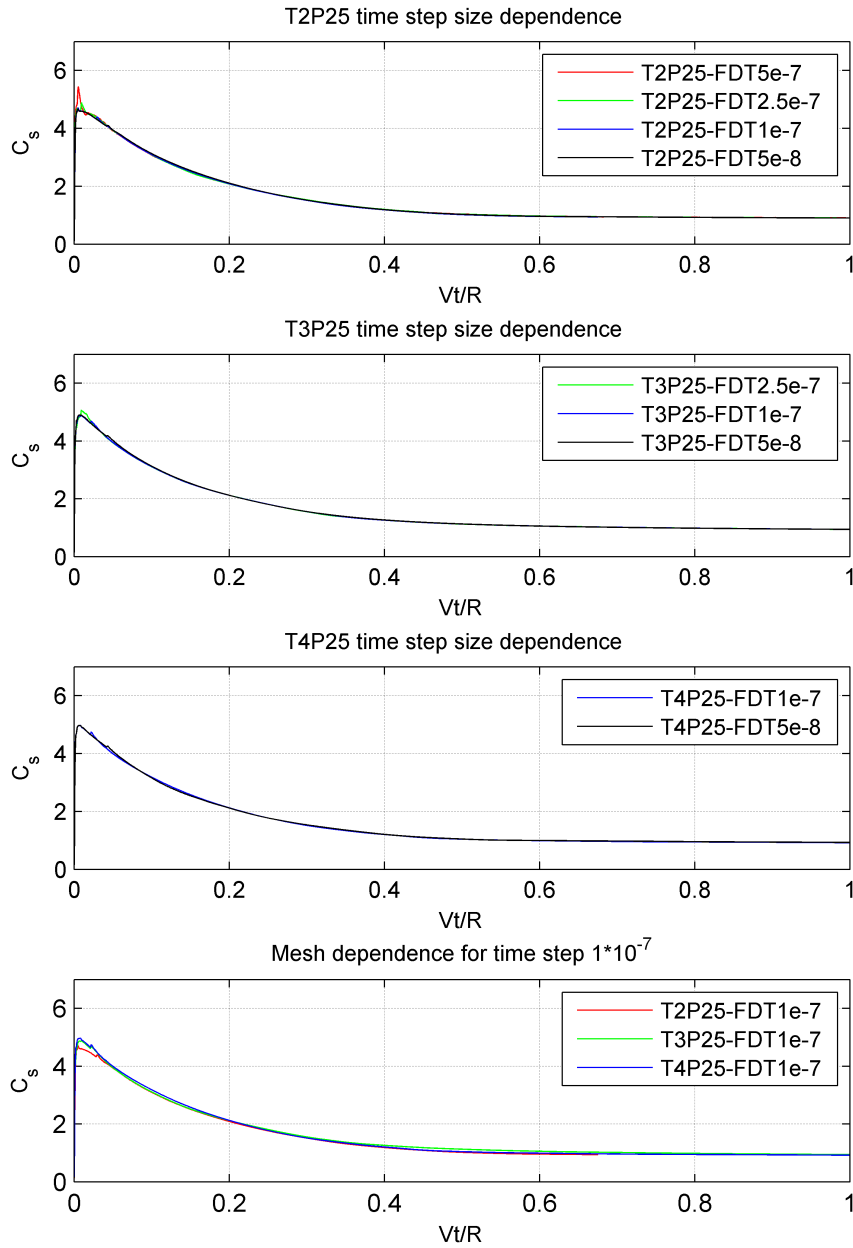 T2P25 time step size dependence
6
4
2
0
C_s
T2P25-FDT5e-7
T2P25-FDT2.5e-7
T2P25-FDT1e-7
T2P25-FDT5e-8
0 0.2 0.4 0.6 0.8 1
Vt/R
T3P25 time step size dependence
6
4
2
0
C_s
T3P25-FDT2.5e-7
T3P25-FDT1e-7
T3P25-FDT5e-8
0 0.2 0.4 0.6 0.8 1
Vt/R
T4P25 time step size dependence
6
4
2
0
C_s
T4P25-FDT1e-7
T4P25-FDT5e-8
0 0.2 0.4 0.6 0.8 1
Vt/R
Mesh dependence for time step 1*10^-7
6
4
2
0
C_s
T2P25-FDT1e-7
T3P25-FDT1e-7
T4P25-FDT1e-7
0 0.2 0.4 0.6 0.8 1
Vt/R